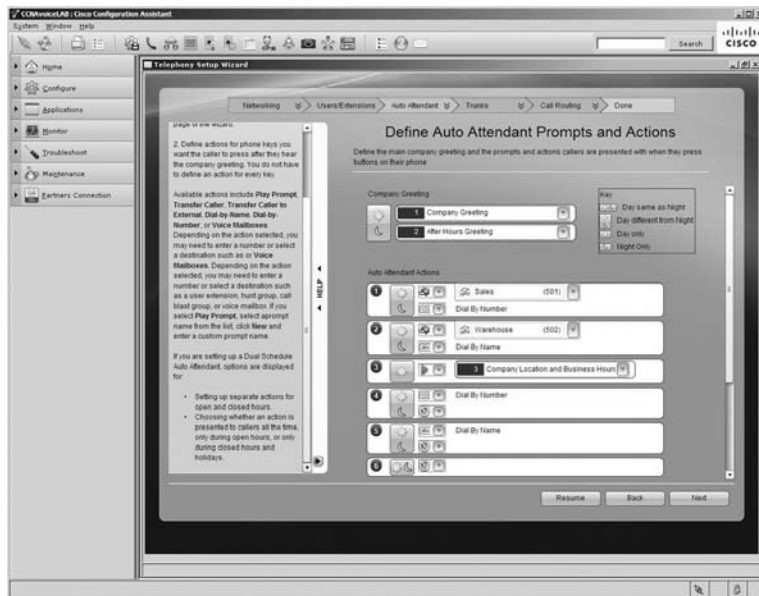 CCNAvoiceLAB : Cisco Configuration Assistant
System Window Help
Search
CISCO
Home
Configure
Applications
Monitor
Troubleshoot
Maintenance
Partners Connection
Telephony Setup Wizard
Networking Users/Extensions Auto Attendant Trunks Call Routing Done
page of the wizard.
2. Define actions for phone keys you
want the caller to press after they hear
the company greeting. You do not have
to define an action for every key.
Available actions include Play Prompt,
Transfer Caller, Transfer Caller to
External, Dial-by-Name, Dial-by-
Number, or Voice Mailboxes.
Depending on the action selected, you
may need to enter a number or select
a destination such as or Voice
Mailboxes. Depending on the action
selected, you may need to enter a
number or select a destination such
as a user extension, hunt group, call
blast group, or voice mailbox. If you
select Play Prompt, select aprompt
name from the list, click New and
enter a custom prompt name.
If you are setting up a Dual Schedule
Auto Attendant, options are displayed
for:
• Setting up separate actions for
open and closed hours.
• Choosing whether an action is
presented to callers all the time,
only during open hours, or only
during closed hours and
holidays.
HELP
Define Auto Attendant Prompts and Actions
Define the main company greeting and the prompts and actions callers are presented with when they press
buttons on their phone
Company Greeting:
1 Company Greeting
2 After Hours Greeting
Key
Day same as Night
Day different from Night
Day only
Night Only
Auto Attendant Actions
1 Sales (501)
Dial By Number
2 Warehouse (502)
Dial By Name
3 3 Company Location and Business Hours
4 Dial By Number
5 Dial By Name
6
Resume Back Next